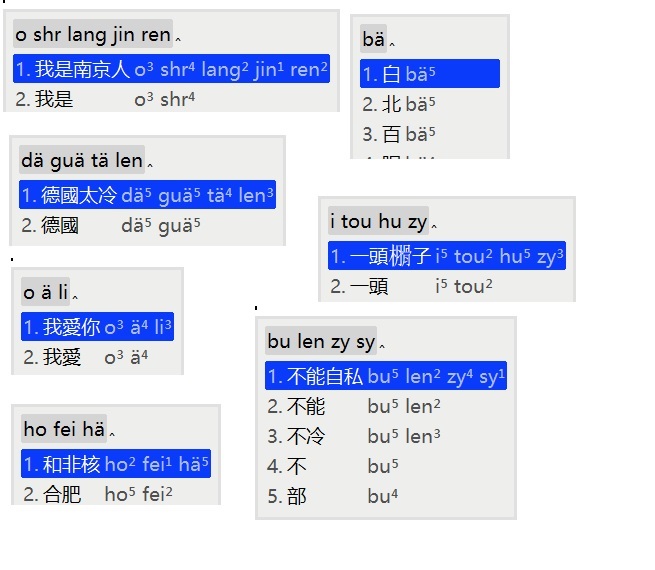 o shr lang jin ren
1. 我是南京人 o³ shr⁴ lang² jin¹ ren²
2. 我是 o³ shr⁴
bä
1. 白 bä⁵
2. 北 bä⁵
3. 百 bä⁵
dä guä tä len
1. 德國太冷 dä⁵ guä⁵ tä⁴ len³
2. 德國 dä⁵ guä⁵
i tou hu zy
1. 一頭 子 i⁵ tou² hu⁵ zy³
2. 一頭 i⁵ tou²
o ä li
1. 我愛你 o³ ä⁴ li³
2. 我愛 o³ ä⁴
bu len zy sy
1. 不能自私 bu⁵ len² zy⁴ sy¹
2. 不能 bu⁵ len²
3. 不冷 bu⁵ len³
4. 不 bu⁵
5. 部 bu⁴
ho fei hä
1. 和非核 ho² fei¹ hä⁵
2. 合肥 ho⁵ fei²